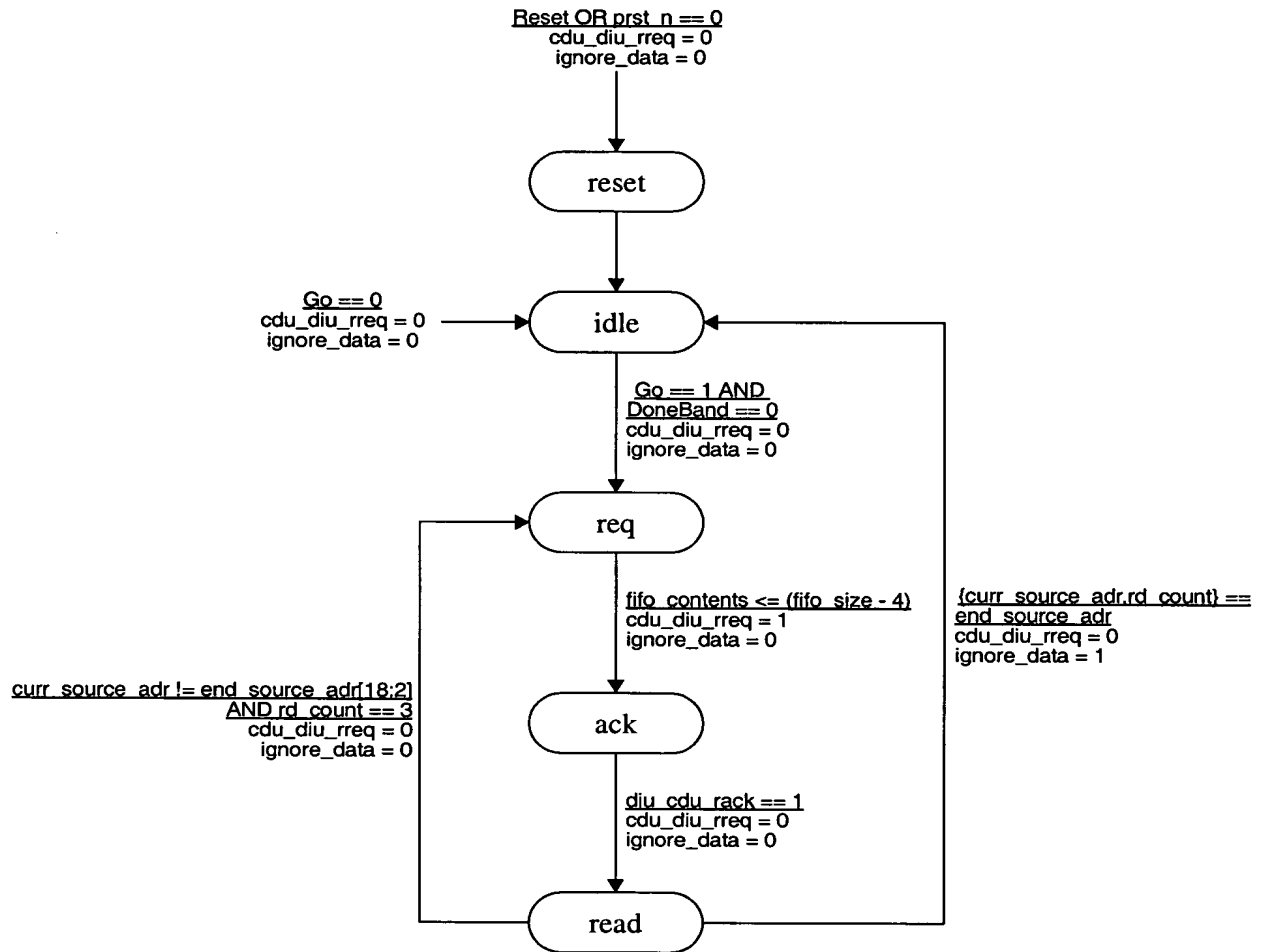 Reset OR prst_n == 0
cdu_diu_rreq = 0
ignore_data = 0
reset
Go == 0
cdu_diu_rreq = 0
ignore_data = 0
idle
Go == 1 AND
DoneBand == 0
cdu_diu_rreq = 0
ignore_data = 0
req
fifo_contents <= (fifo_size - 4)
cdu_diu_rreq = 1
ignore_data = 0
{curr_source_adr,rd_count} ==
end_source_adr
cdu_diu_rreq = 0
ignore_data = 1
curr_source_adr != end_source_adr[18:2]
AND rd_count == 3
cdu_diu_rreq = 0
ignore_data = 0
ack
diu_cdu_rack == 1
cdu_diu_rreq = 0
ignore_data = 0
read